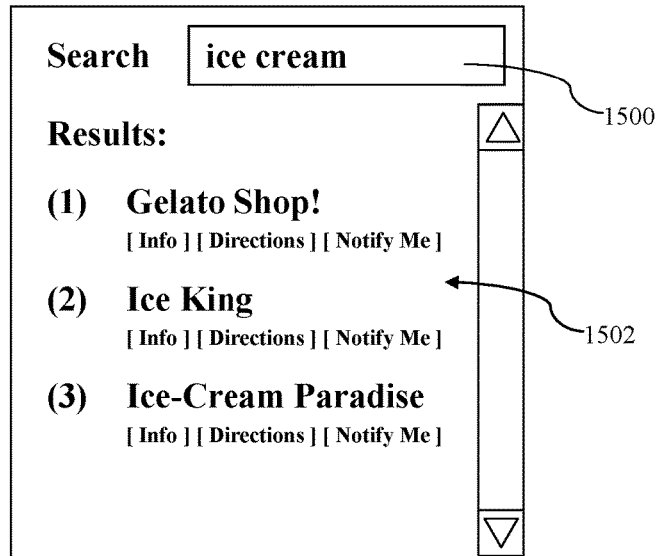 Search ice cream
1500
Results:
(1) Gelato Shop!
[ Info ] [ Directions ] [ Notify Me ]
(2) Ice King
[ Info ] [ Directions ] [ Notify Me ]
1502
(3) Ice-Cream Paradise
[ Info ] [ Directions ] [ Notify Me ]